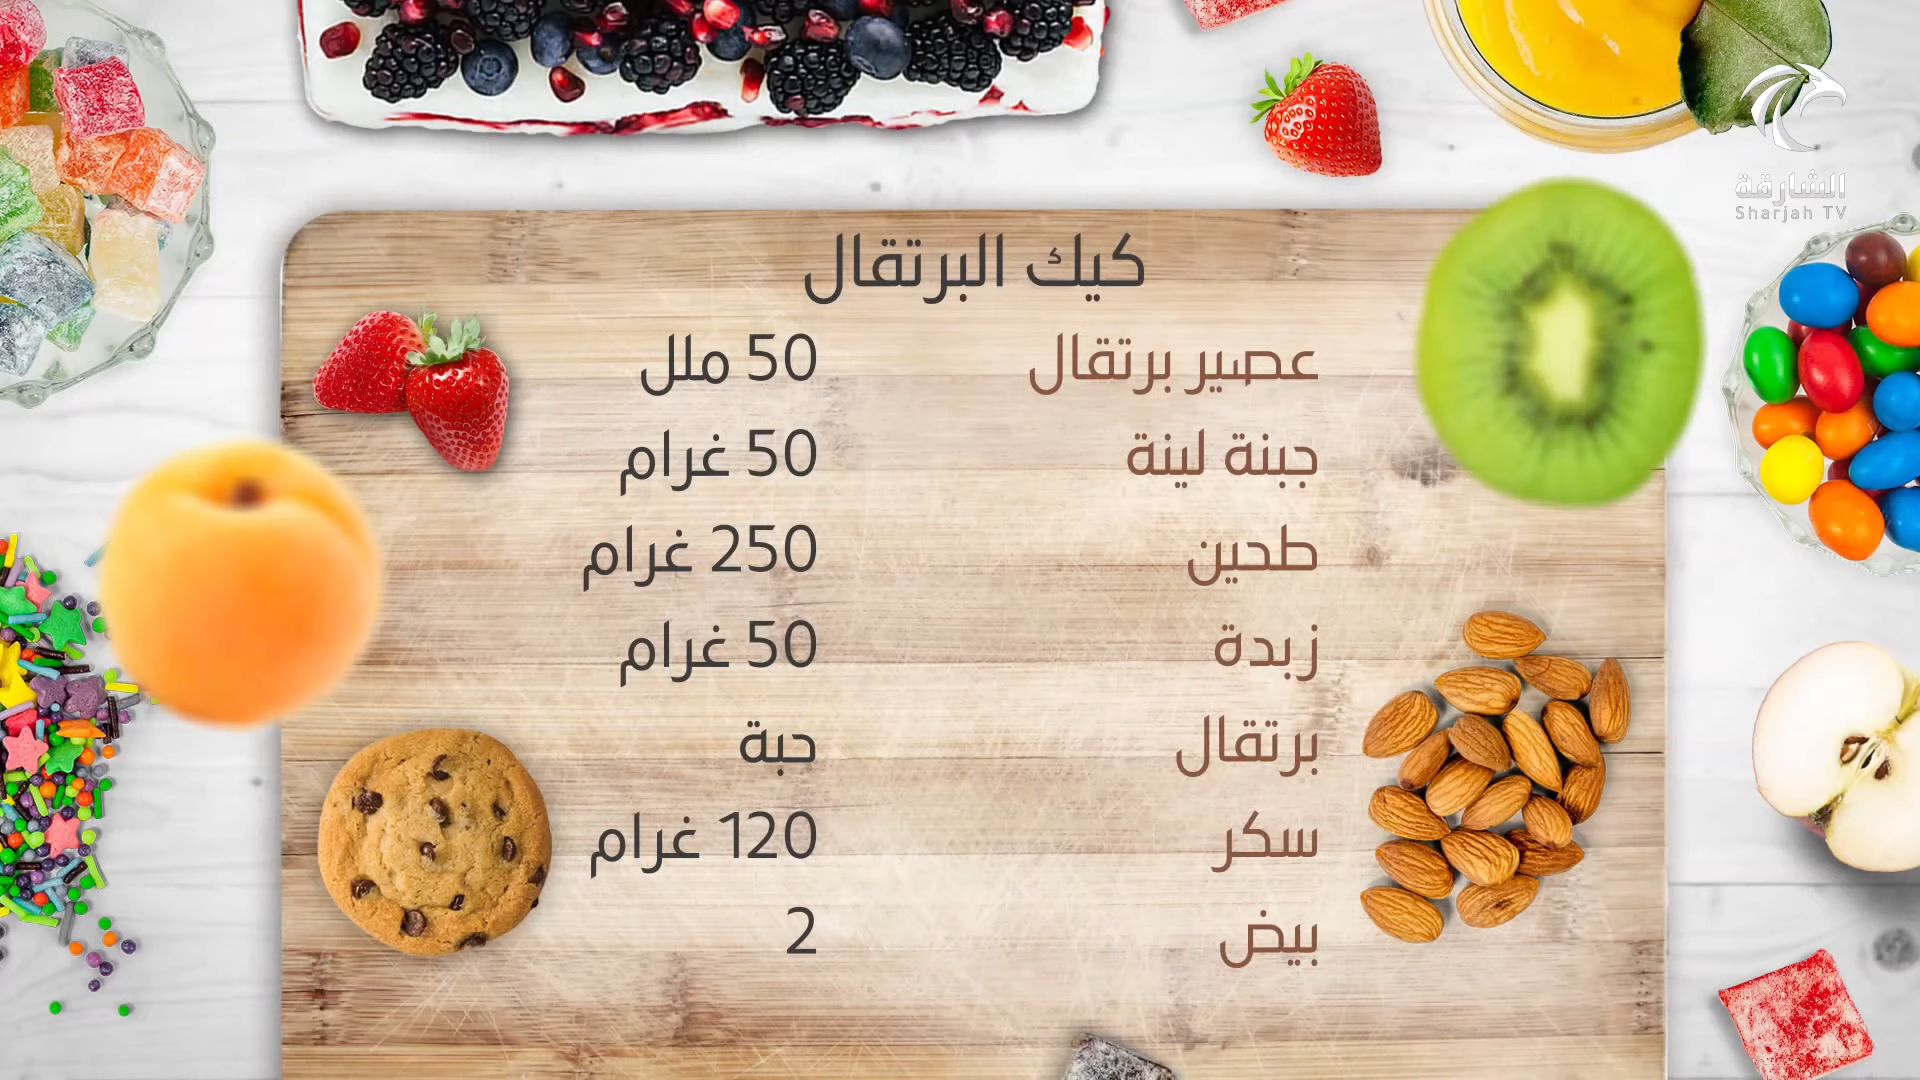 الشارقة
Sharjah TV
كيك البرتقال
عصير برتقال 50 ملل
جبنة لينة 50 غرام
طحين 250 غرام
زبدة 50 غرام
برتقال حبة
سكر 120 غرام
بيض 2